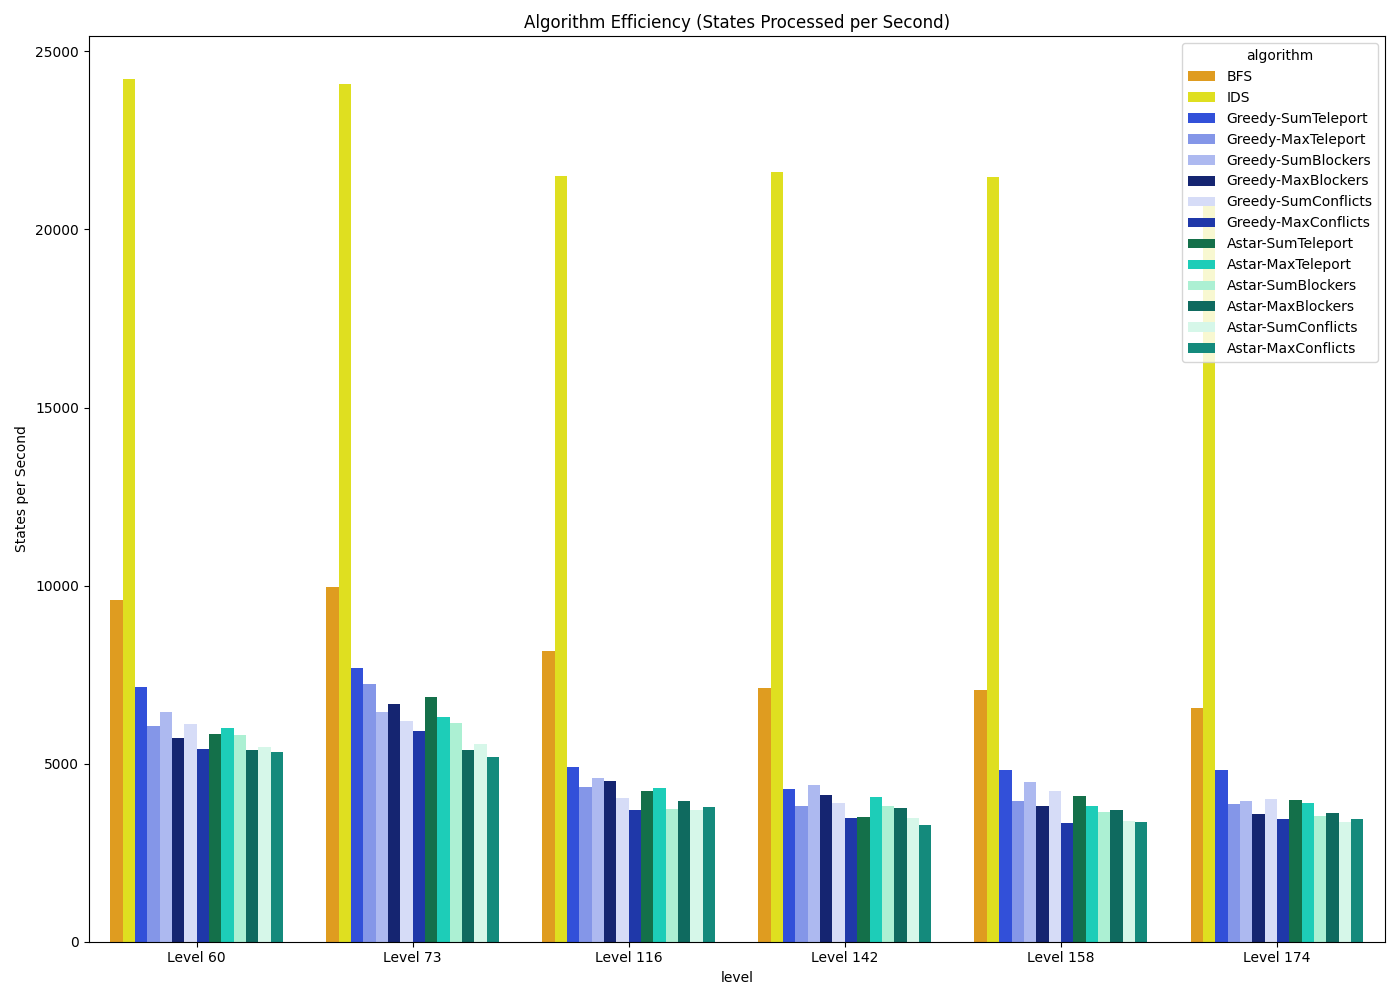 Algorithm Efficiency (States Processed per Second)
States per Second
25000
20000
15000
10000
5000
0
algorithm
BFS
IDS
Greedy-SumTeleport
Greedy-MaxTeleport
Greedy-SumBlockers
Greedy-MaxBlockers
Greedy-SumConflicts
Greedy-MaxConflicts
Astar-SumTeleport
Astar-MaxTeleport
Astar-SumBlockers
Astar-MaxBlockers
Astar-SumConflicts
Astar-MaxConflicts
Level 60
Level 73
Level 116
Level 142
Level 158
Level 174
level